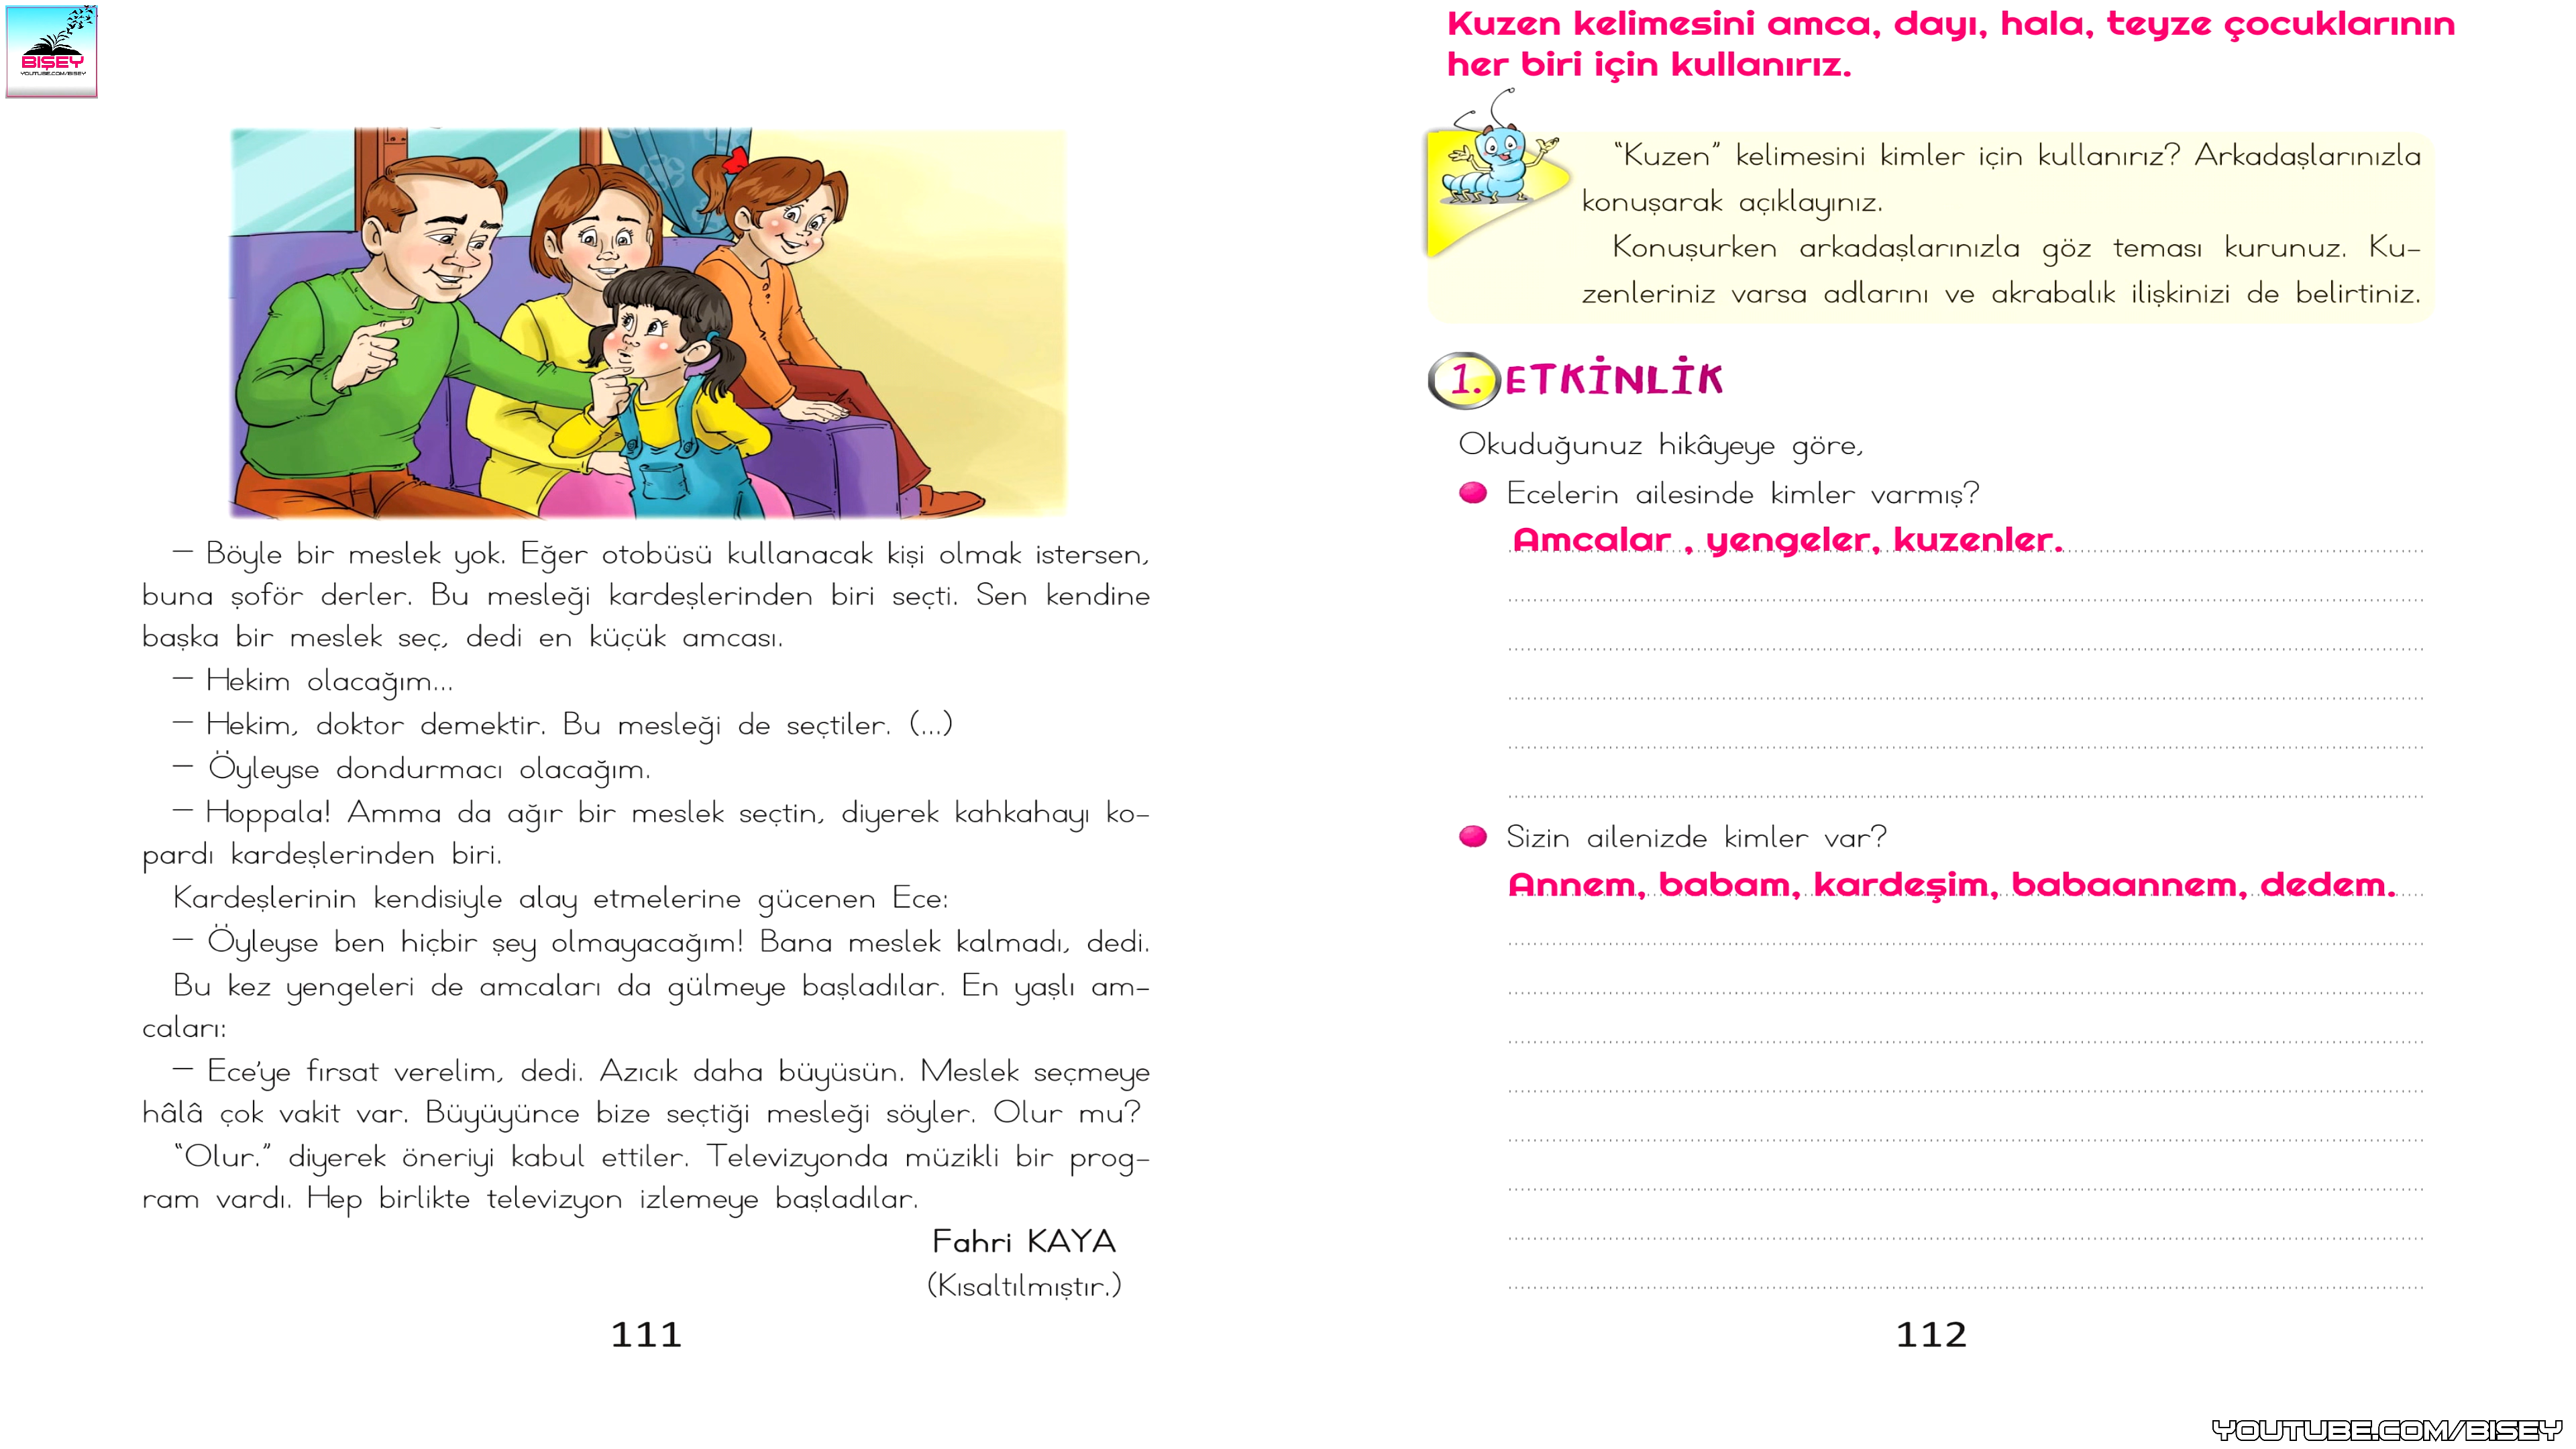 BİŞEY
YOUTUBE.COM/BISEY
— Böyle bir meslek yok. Eğer otobüsü kullanacak kişi olmak istersen,
buna şoför derler. Bu mesleği kardeşlerinden biri seçti. Sen kendine
başka bir meslek seç, dedi en küçük amcası.
— Hekim olacağım...
— Hekim, doktor demektir. Bu mesleği de seçtiler. (...)
— Öyleyse dondurmacı olacağım.
— Hoppala! Amma da ağır bir meslek seçtin, diyerek kahkahayı ko-
pardı kardeşlerinden biri.
Kardeşlerinin kendisiyle alay etmelerine gücenen Ece:
— Öyleyse ben hiçbir şey olmayacağım! Bana meslek kalmadı, dedi.
Bu kez yengeleri de amcaları da gülmeye başladılar. En yaşlı am-
caları:
— Ece’ye fırsat verelim, dedi. Azıcık daha büyüsün. Meslek seçmeye
hâlâ çok vakit var. Büyüyünce bize seçtiği mesleği söyler. Olur mu?
“Olur.” diyerek öneriyi kabul ettiler. Televizyonda müzikli bir prog-
ram vardı. Hep birlikte televizyon izlemeye başladılar.
Fahri KAYA
(Kısaltılmıştır.)
111
Kuzen kelimesini amca, dayı, hala, teyze çocuklarının
her biri için kullanırız.
“Kuzen” kelimesini kimler için kullanırız? Arkadaşlarınızla
konuşarak açıklayınız.
Konuşurken arkadaşlarınızla göz teması kurunuz. Ku-
zenleriniz varsa adlarını ve akrabalık ilişkinizi de belirtiniz.
1. ETKİNLİK
Okuduğunuz hikâyeye göre,
Ecelerin ailesinde kimler varmış?
Amcalar , yengeler, kuzenler.
Sizin ailenizde kimler var?
Annem, babam, kardeşim, babaannem, dedem.
112
YOUTUBE.COM/BISEY